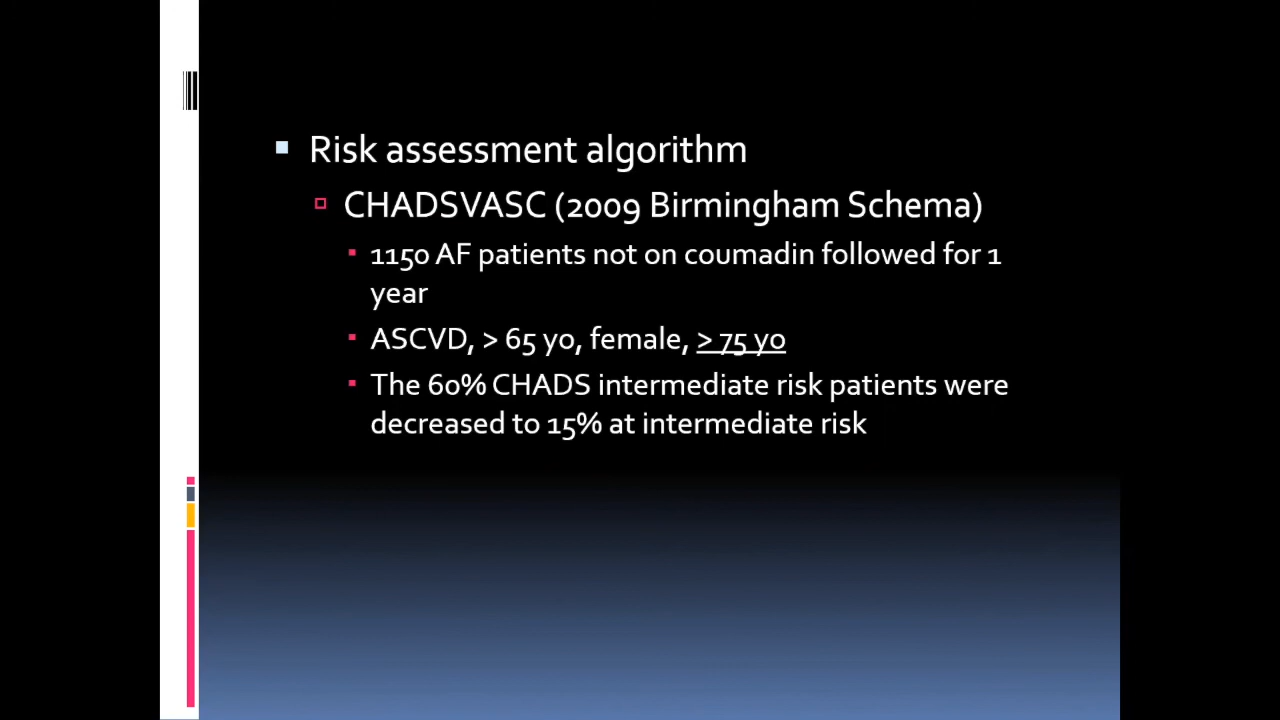 Risk assessment algorithm
CHADSVASC (2009 Birmingham Schema)
1150 AF patients not on coumadin followed for 1
year
ASCVD, > 65 yo, female, > 75 yo
The 60% CHADS intermediate risk patients were
decreased to 15% at intermediate risk